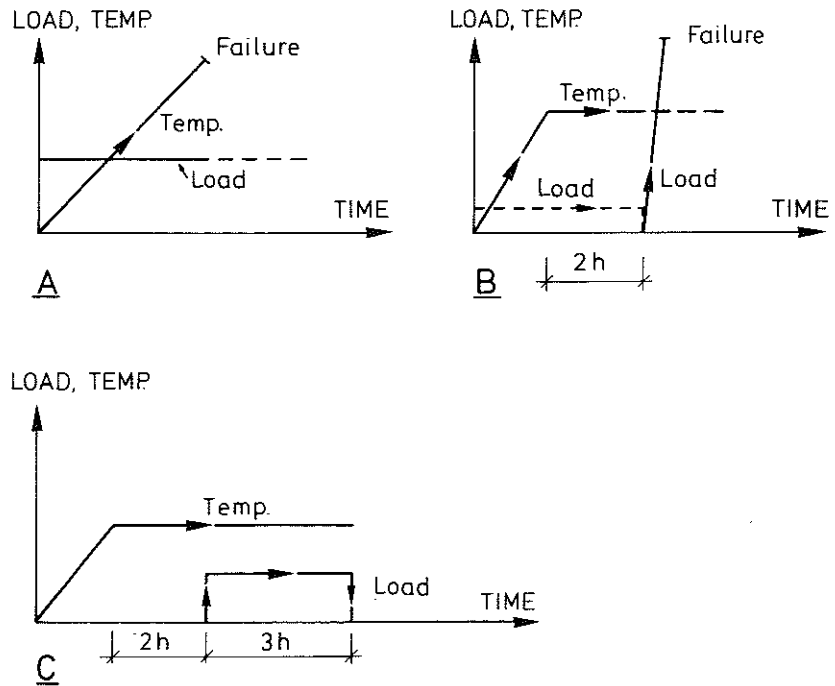 LOAD, TEMP.
Failure
Temp.
Load
TIME
A
LOAD, TEMP.
Failure
Temp.
Load
Load
TIME
2h
B
LOAD, TEMP.
Temp.
Load
TIME
2h
3h
C